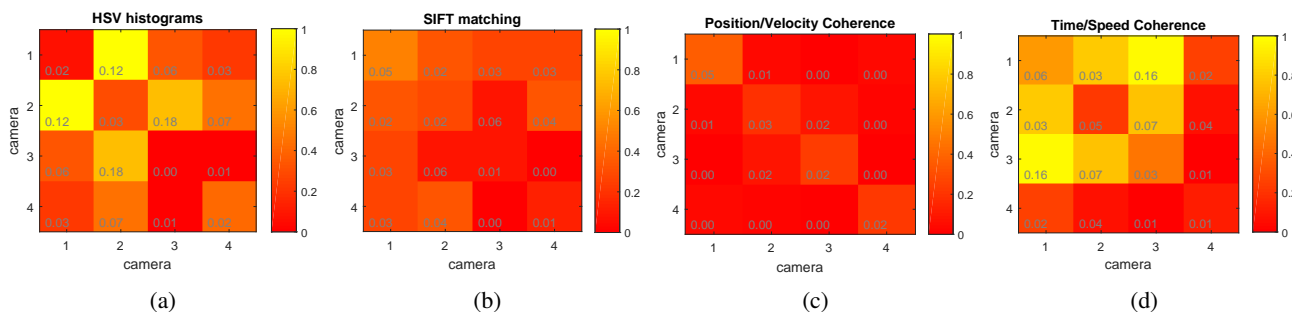 HSV histograms
1 2 3 4
camera
0.02 0.12 0.03
0.12 0.18 0.07
0.18 0.00 0.01
0.03 0.07 0.01 0.02
1 2 3 4
camera
1 0.8 0.6 0.4 0.2 0
(a)
SIFT matching
1 2 3 4
camera
0.05 0.03 0.03
0.02 0.06 0.04
0.06 0.01 0.00
0.03 0.04 0.00 0.01
1 2 3 4
camera
1 0.8 0.6 0.4 0.2 0
(b)
Position/Velocity Coherence
1 2 3 4
camera
0.01 0.00 0.00
0.01 0.03 0.02 0.00
0.00 0.02 0.02 0.00
0.00 0.00 0.00 0.02
1 2 3 4
camera
1 0.8 0.6 0.4 0.2 0
(c)
Time/Speed Coherence
1 2 3 4
camera
0.06 0.03 0.16 0.02
0.03 0.05 0.07 0.04
0.16 0.07 0.03 0.01
0.02 0.04 0.01 0.01
1 2 3 4
camera
1 0.8 0.6 0.4 0.2 0
(d)